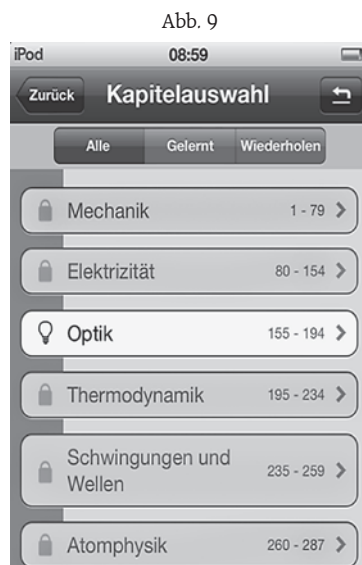 Abb. 9
iPod 08:59
Zurück Kapitelauswahl
Alle Gelernt Wiederholen
Mechanik 1 - 79
Elektrizität 80 - 154
Optik 155 - 194
Thermodynamik 195 - 234
Schwingungen und
Wellen 235 - 259
Atomphysik 260 - 287